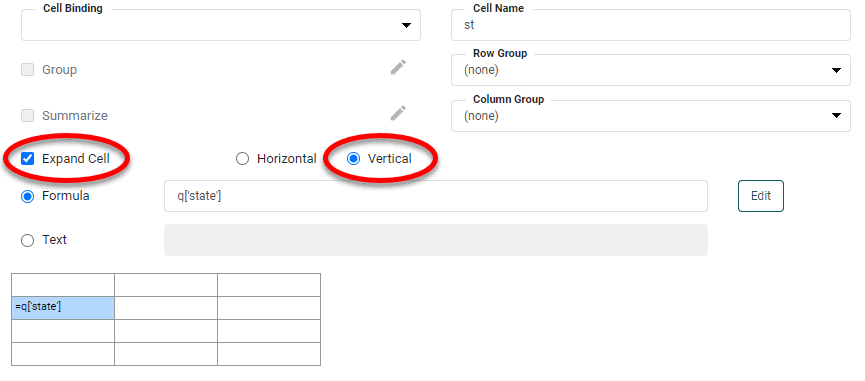 Cell Binding
Cell Name
st
Group
Row Group
(none)
Summarize
Column Group
(none)
Expand Cell
Horizontal
Vertical
Formula
q['state']
Edit
Text
=q['state']